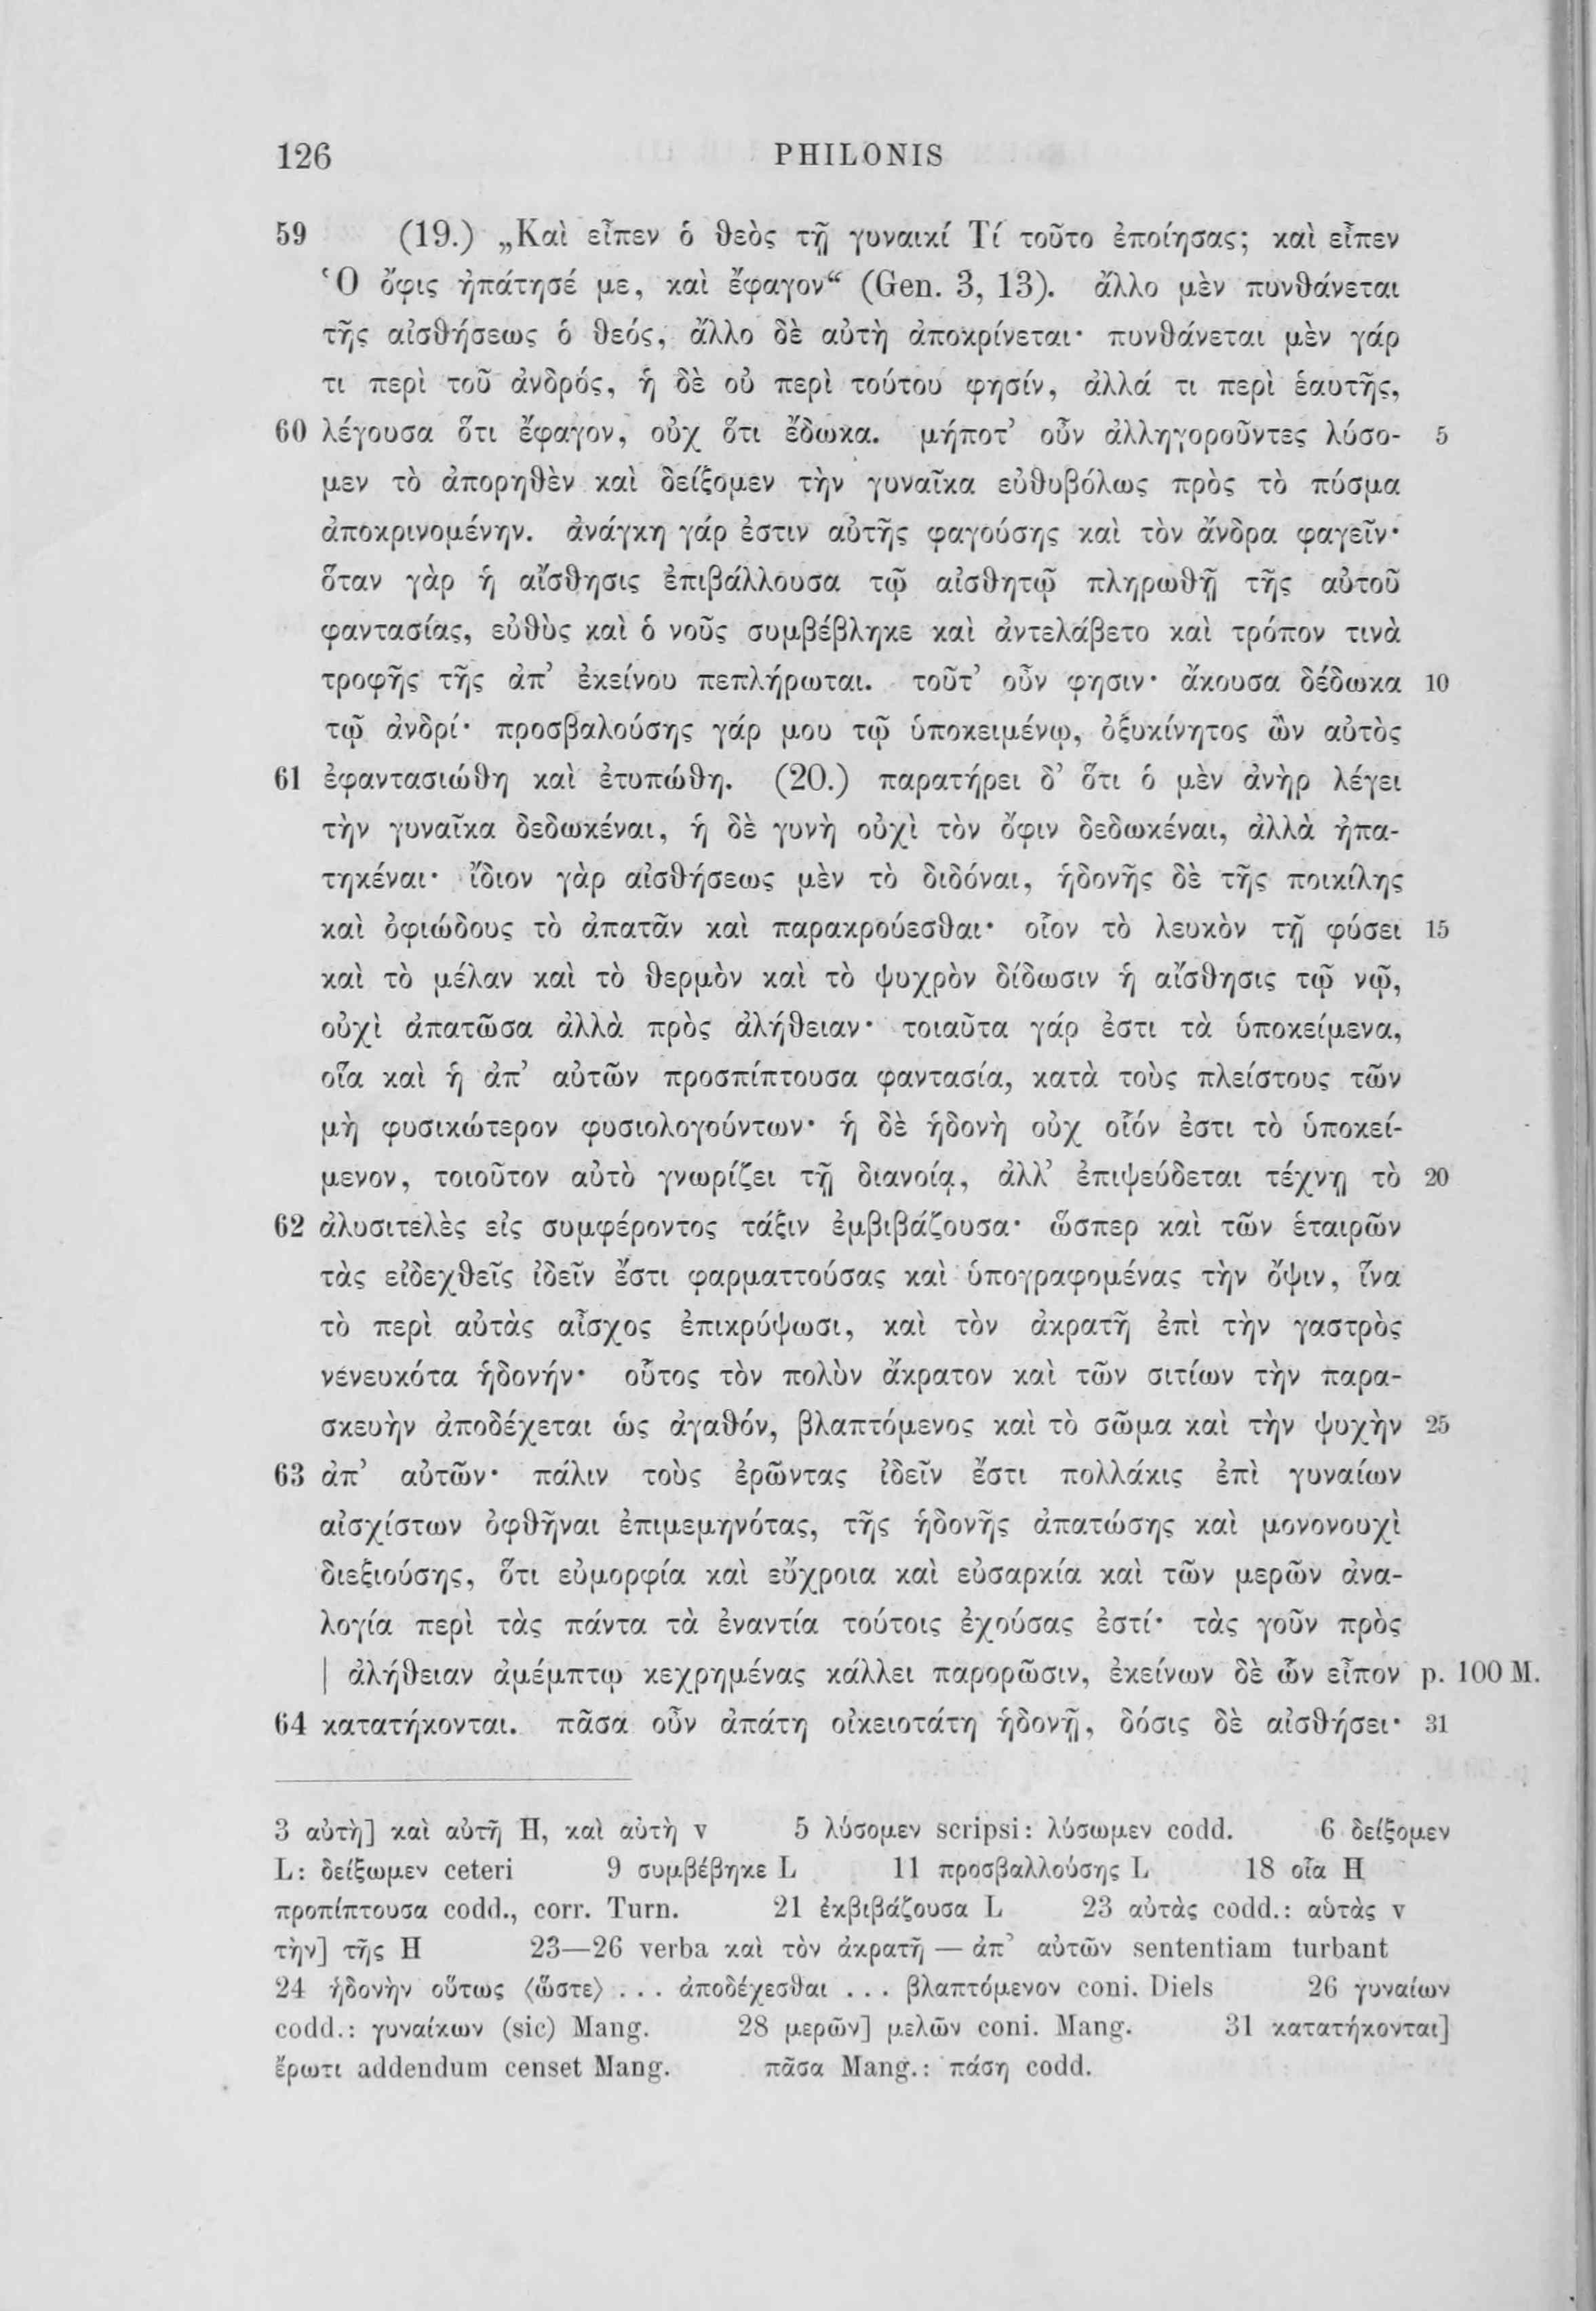 126 PHILONIS
59 (19.) „Καὶ εἶπεν ὁ θεὸς τῇ γυναικί Τί τοῦτο ἐποίησας; καὶ εἶπεν
Ὁ ὄφις ἠπάτησέ με, καὶ ἔφαγον“ (Gen. 3, 13). ἄλλο μὲν πυνθάνεται
τῆς αἰσθήσεως ὁ θεός, ἄλλο δὲ αὐτὴ ἀποκρίνεται· πυνθάνεται μὲν γάρ
τι περὶ τοῦ ἀνδρός, ἡ δὲ οὐ περὶ τούτου φησίν, ἀλλά τι περὶ ἑαυτῆς,
60 λέγουσα ὅτι ἔφαγον, οὐχ ὅτι ἔδωκα. μήποτ’ οὖν ἀλληγοροῦντες λύσο- 5
μεν τὸ ἀπορηθὲν καὶ δείξομεν τὴν γυναῖκα εὐθυβόλως πρὸς τὸ πύσμα
ἀποκρινομένην. ἀνάγκη γάρ ἐστιν αὐτῆς φαγούσης καὶ τὸν ἄνδρα φαγεῖν·
ὅταν γὰρ ἡ αἴσθησις ἐπιβάλλουσα τῷ αἰσθητῷ πληρωθῇ τῆς αὐτοῦ
φαντασίας, εὐθὺς καὶ ὁ νοῦς συμβέβληκε καὶ ἀντελάβετο καὶ τρόπον τινὰ
τροφῆς τῆς ἀπ’ ἐκείνου πεπλήρωται. τοῦτ’ οὖν φησιν· ἄκουσα δέδωκα 10
τῷ ἀνδρί· προσβαλούσης γάρ μου τῷ ὑποκειμένῳ, ὀξυκίνητος ὢν αὐτὸς
61 ἐφαντασιώθη καὶ ἐτυπώθη. (20.) παρατήρει δ’ ὅτι ὁ μὲν ἀνὴρ λέγει
τὴν γυναῖκα δεδωκέναι, ἡ δὲ γυνὴ οὐχὶ τὸν ὄφιν δεδωκέναι, ἀλλὰ ἠπα-
τηκέναι· ἴδιον γὰρ αἰσθήσεως μὲν τὸ διδόναι, ἡδονῆς δὲ τῆς ποικίλης
καὶ ὀφιώδους τὸ ἀπατᾶν καὶ παρακρούεσθαι· οἷον τὸ λευκὸν τῇ φύσει 15
καὶ τὸ μέλαν καὶ τὸ θερμὸν καὶ τὸ ψυχρὸν δίδωσιν ἡ αἴσθησις τῷ νῷ,
οὐχὶ ἀπατῶσα ἀλλὰ πρὸς ἀλήθειαν· τοιαῦτα γάρ ἐστι τὰ ὑποκείμενα,
οἵα καὶ ἡ ἀπ’ αὐτῶν προσπίπτουσα φαντασία, κατὰ τοὺς πλείστους τῶν
μὴ φυσικώτερον φυσιολογούντων· ἡ δὲ ἡδονὴ οὐχ οἷόν ἐστι τὸ ὑποκεί-
μενον, τοιοῦτον αὐτὸ γνωρίζει τῇ διανοίᾳ, ἀλλ’ ἐπιψεύδεται τέχνῃ τὸ 20
62 ἀλυσιτελὲς εἰς συμφέροντος τάξιν ἐμβιβάζουσα· ὥσπερ καὶ τῶν ἑταιρῶν
τὰς εἰδεχθεῖς ἰδεῖν ἔστι φαρματτούσας καὶ ὑπογραφομένας τὴν ὄψιν, ἵνα
τὸ περὶ αὐτὰς αἶσχος ἐπικρύψωσι, καὶ τὸν ἀκρατῆ ἐπὶ τὴν γαστρὸς
νενευκότα ἡδονήν· οὗτος τὸν πολὺν ἄκρατον καὶ τῶν σιτίων τὴν παρα-
σκευὴν ἀποδέχεται ὡς ἀγαθόν, βλαπτόμενος καὶ τὸ σῶμα καὶ τὴν ψυχὴν 25
63 ἀπ’ αὐτῶν· πάλιν τοὺς ἐρῶντας ἰδεῖν ἔστι πολλάκις ἐπὶ γυναίων
αἰσχίστων ὀφθῆναι ἐπιμεμηνότας, τῆς ἡδονῆς ἀπατώσης καὶ μονονουχὶ
διεξιούσης, ὅτι εὐμορφία καὶ εὔχροια καὶ εὐσαρκία καὶ τῶν μερῶν ἀνα-
λογία περὶ τὰς πάντα τὰ ἐναντία τούτοις ἐχούσας ἐστί· τὰς γοῦν πρὸς
| ἀλήθειαν ἀμέμπτῳ κεχρημένας κάλλει παρορῶσιν, ἐκείνων δὲ ὧν εἶπον p. 100 M.
64 κατατήκονται. πᾶσα οὖν ἀπάτη οἰκειοτάτη ἡδονῇ, δόσις δὲ αἰσθήσει· 31
3 αὐτὴ] καὶ αὐτῆ H, καὶ αὐτὴ v 5 λύσομεν scripsi: λύσωμεν codd. 6 δείξομεν
L: δείξωμεν ceteri 9 συμβέβηκε L 11 προσβαλλούσης L 18 οἷα H
προπίπτουσα codd., corr. Turn. 21 ἐκβιβάζουσα L 23 αὐτὰς codd.: αὑτὰς v
τὴν] τῆς H 23—26 verba καὶ τὸν ἀκρατῆ — ἀπ’ αὐτῶν sententiam turbant
24 ἡδονὴν οὕτως ⟨ὥστε⟩ . . . ἀποδέχεσθαι . . . βλαπτόμενον coni. Diels 26 γυναίων
codd.: γυναίκων (sic) Mang. 28 μερῶν] μελῶν coni. Mang. 31 κατατήκονται]
ἔρωτι addendum censet Mang. πᾶσα Mang.: πάση codd.